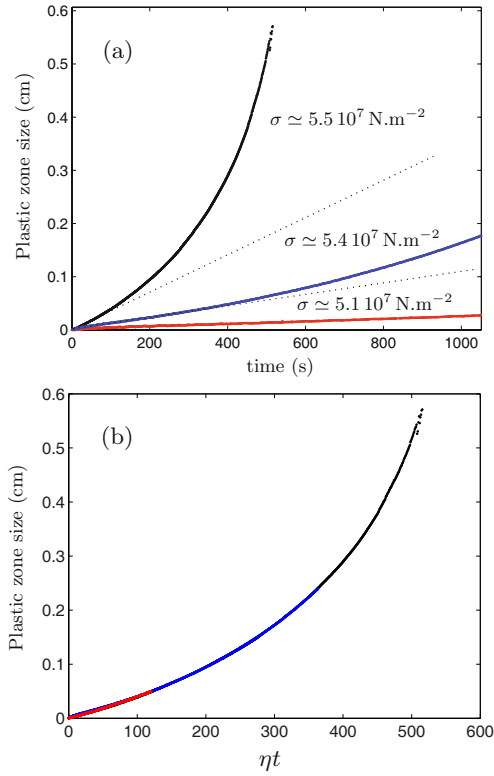 (a)
Plastic zone size (cm)
0.6
0.5
0.4
0.3
0.2
0.1
0
σ ≃ 5.5 10⁷ N.m⁻²
σ ≃ 5.4 10⁷ N.m⁻²
σ ≃ 5.1 10⁷ N.m⁻²
0 200 400 600 800 1000
time (s)
(b)
Plastic zone size (cm)
0.6
0.5
0.4
0.3
0.2
0.1
0
0 100 200 300 400 500 600
ηt